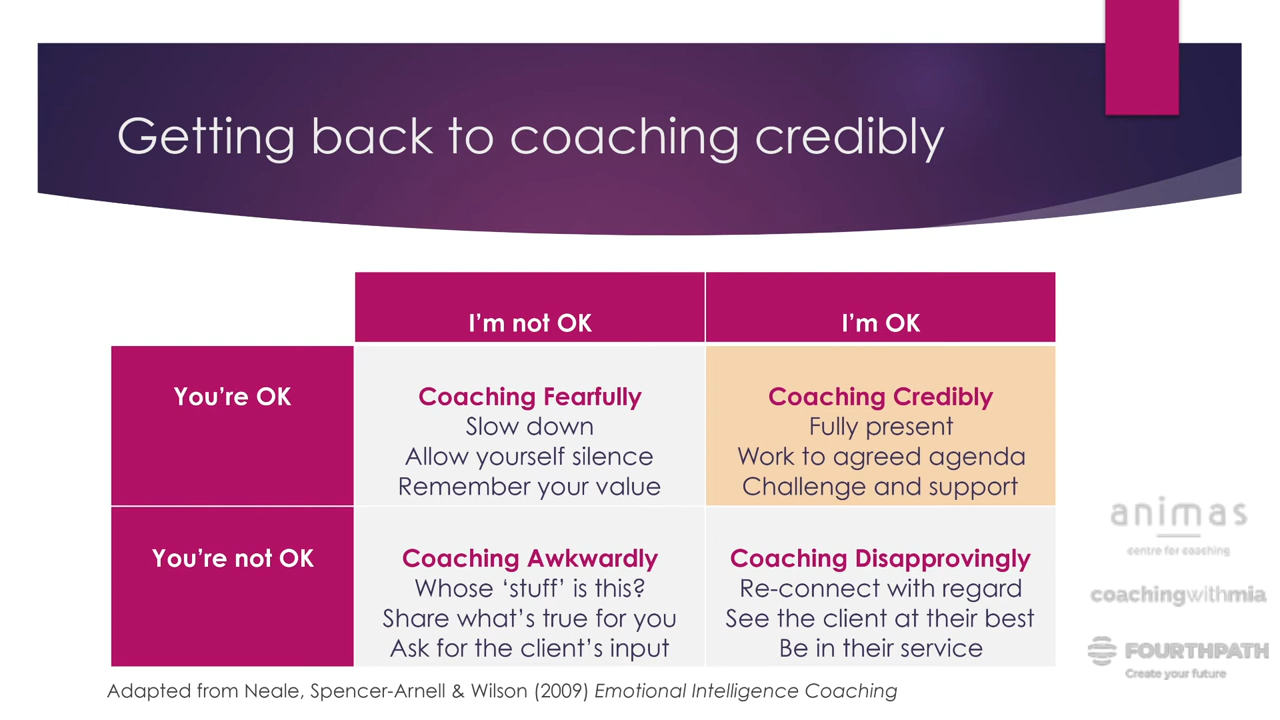 Getting back to coaching credibly
I'm not OK
I'm OK
You're OK
Coaching Fearfully
Slow down
Allow yourself silence
Remember your value
Coaching Credibly
Fully present
Work to agreed agenda
Challenge and support
You're not OK
Coaching Awkwardly
Whose ‘stuff’ is this?
Share what's true for you
Ask for the client's input
Coaching Disapprovingly
Re-connect with regard
See the client at their best
Be in their service
Adapted from Neale, Spencer-Arnell & Wilson (2009) Emotional Intelligence Coaching
animas
centre for coaching
coachingwithmia
FOURTHPATH
Create your future